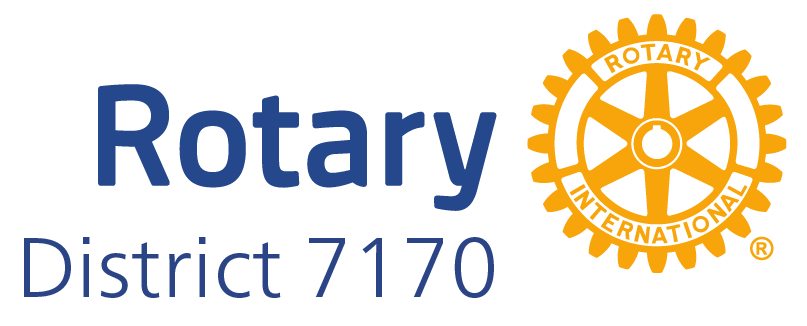 Rotary
District 7170
ROTARY
INTERNATIONAL
®